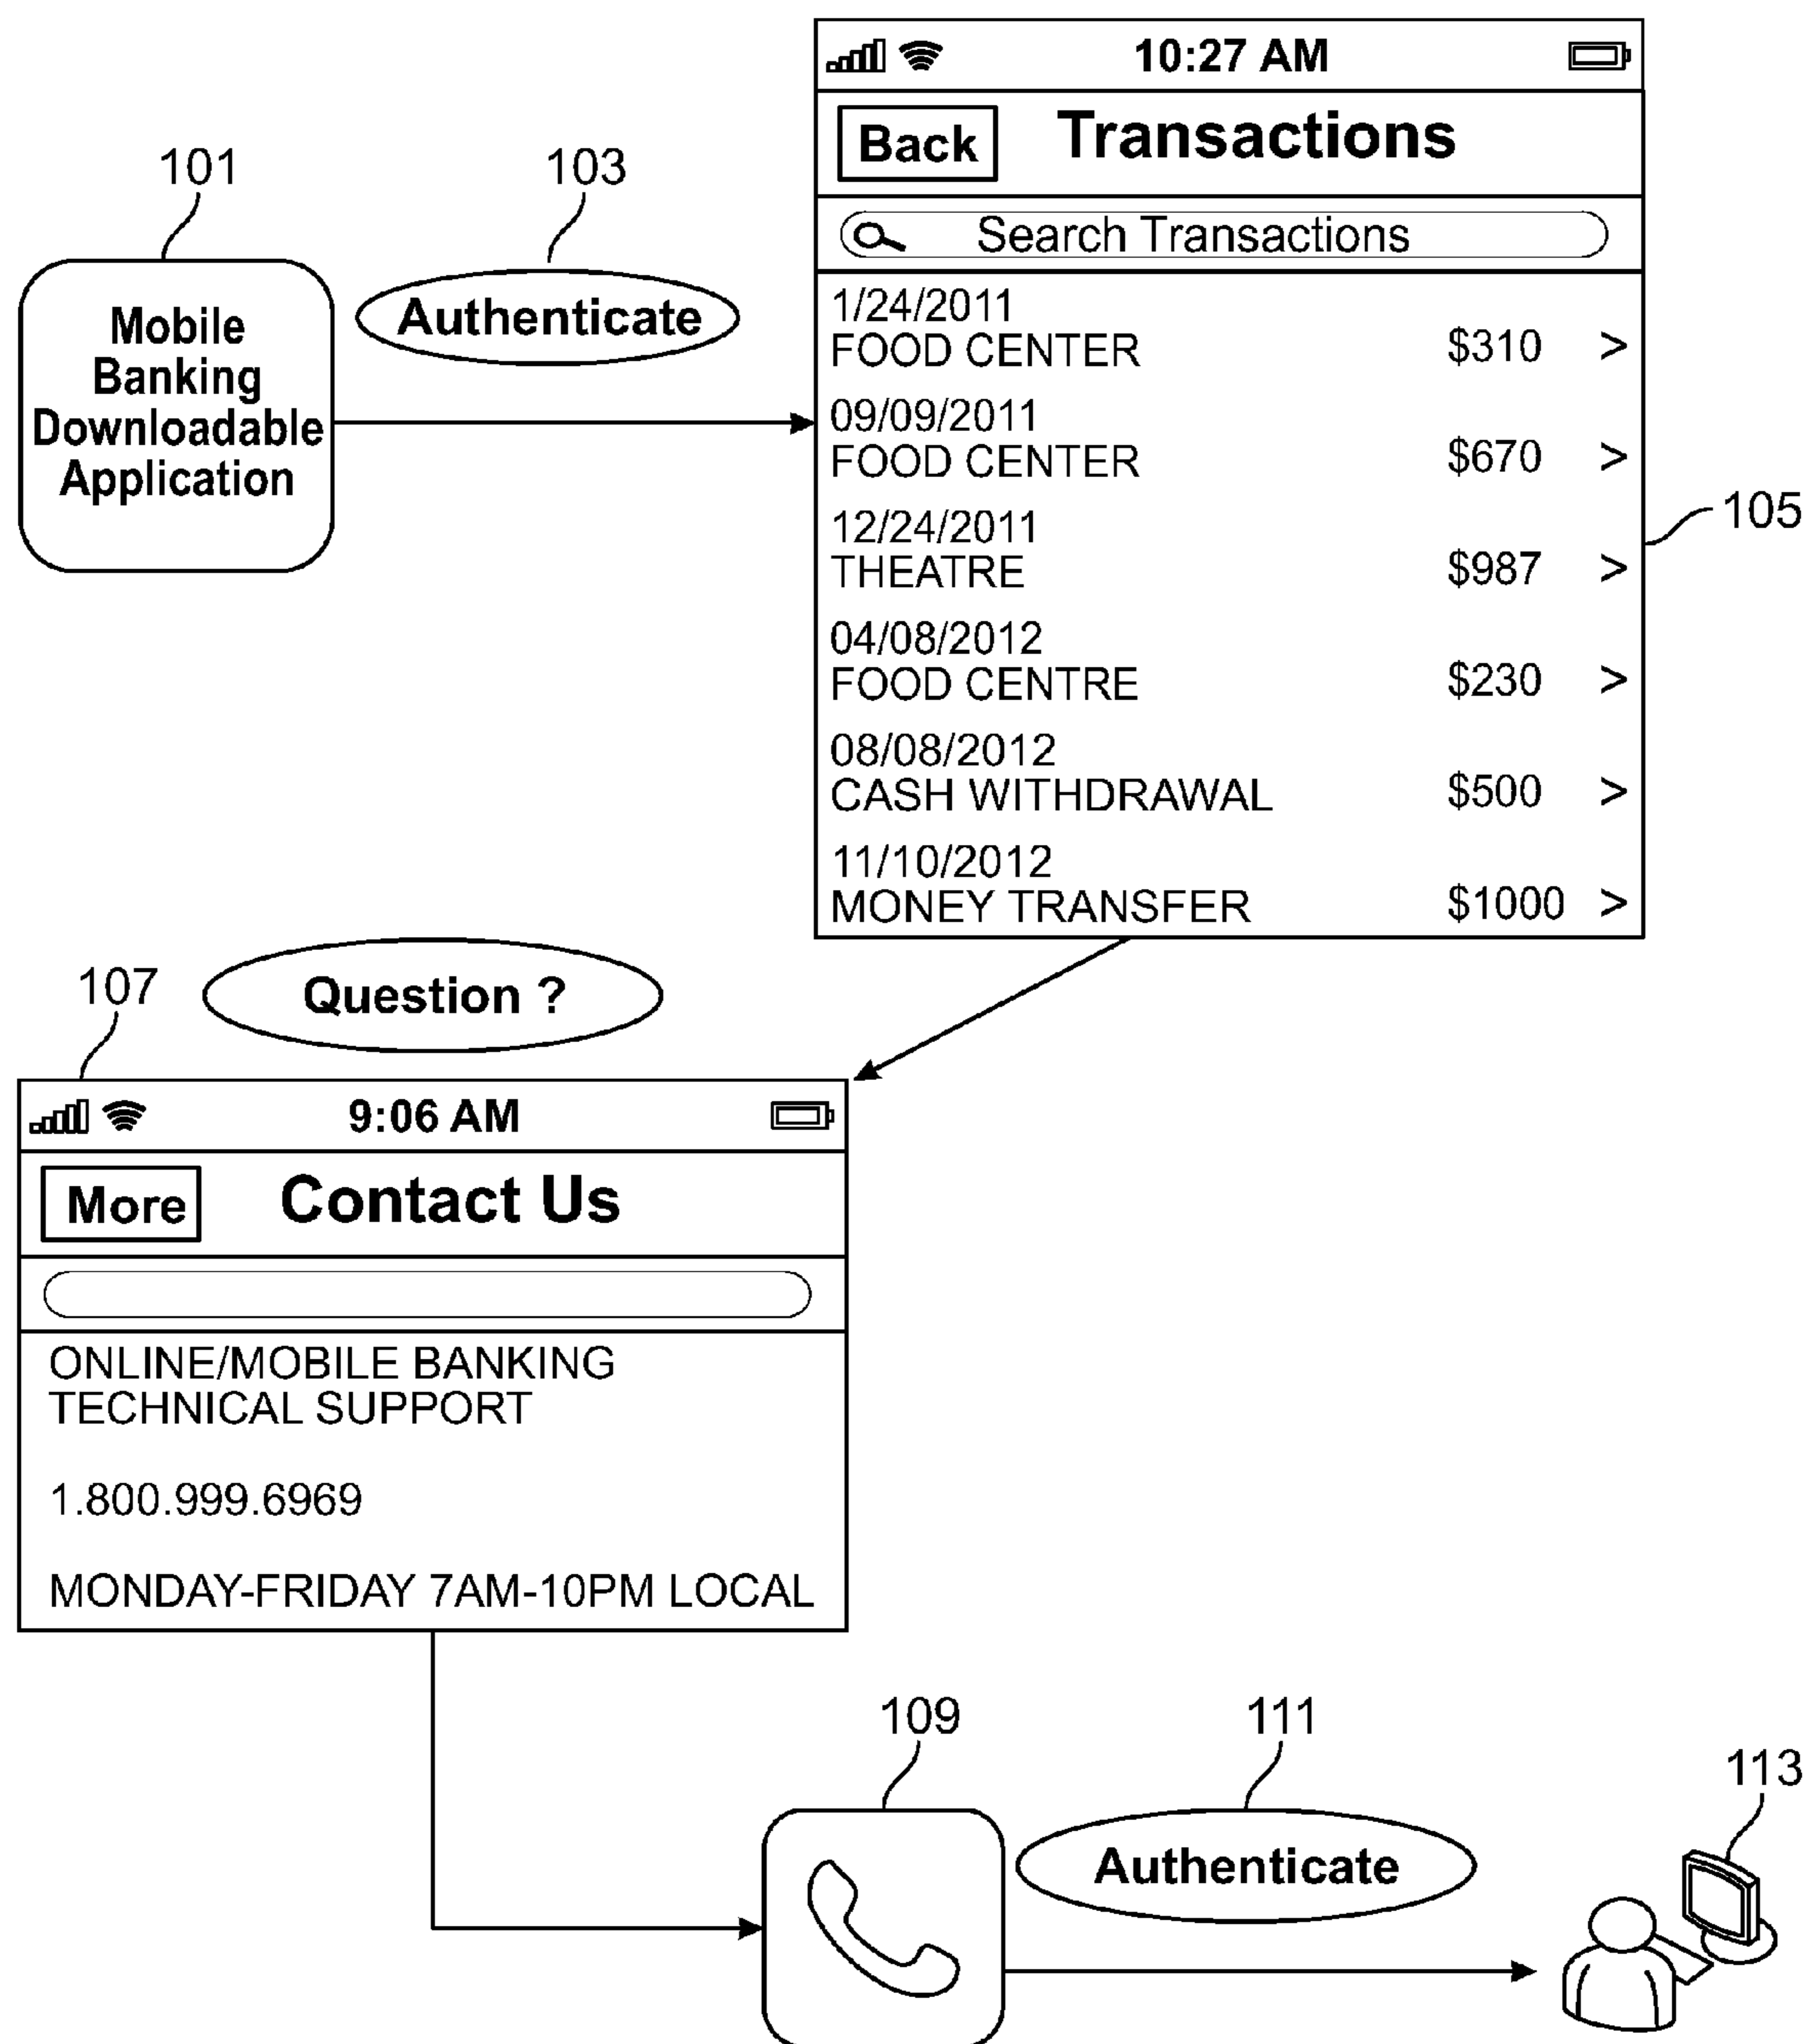 101
103
Mobile
Banking
Downloadable
Application
Authenticate
10:27 AM
Back Transactions
Search Transactions
1/24/2011
FOOD CENTER $310 >
09/09/2011
FOOD CENTER $670 >
12/24/2011
THEATRE $987 >
04/08/2012
FOOD CENTRE $230 >
08/08/2012
CASH WITHDRAWAL $500 >
11/10/2012
MONEY TRANSFER $1000 >
105
107
Question ?
9:06 AM
More Contact Us
ONLINE/MOBILE BANKING
TECHNICAL SUPPORT
1.800.999.6969
MONDAY-FRIDAY 7AM-10PM LOCAL
109
111
113
Authenticate